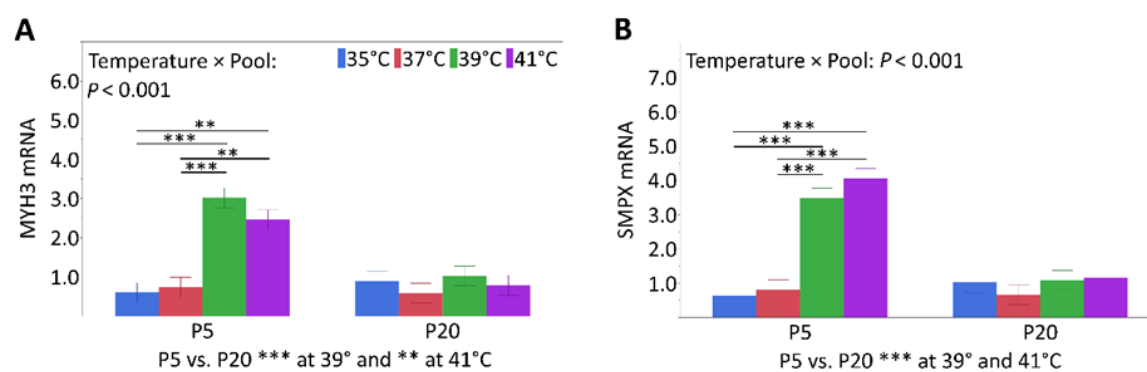 A
Temperature × Pool:
P < 0.001
35°C 37°C 39°C 41°C
MYH3 mRNA
6.0
5.0
4.0
3.0
2.0
1.0
**
***
**
***
P5 P20
P5 vs. P20 *** at 39° and ** at 41°C
B
Temperature × Pool: P < 0.001
SMPX mRNA
7.0
6.0
5.0
4.0
3.0
2.0
1.0
***
***
***
***
P5 P20
P5 vs. P20 *** at 39° and 41°C